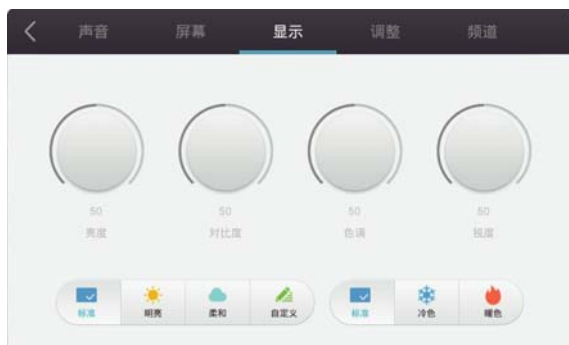 声音 屏幕 显示 调整 频道
50 50 50 50
亮度 对比度 色调 锐度
标准 明亮 柔和 自定义 标准 冷色 暖色